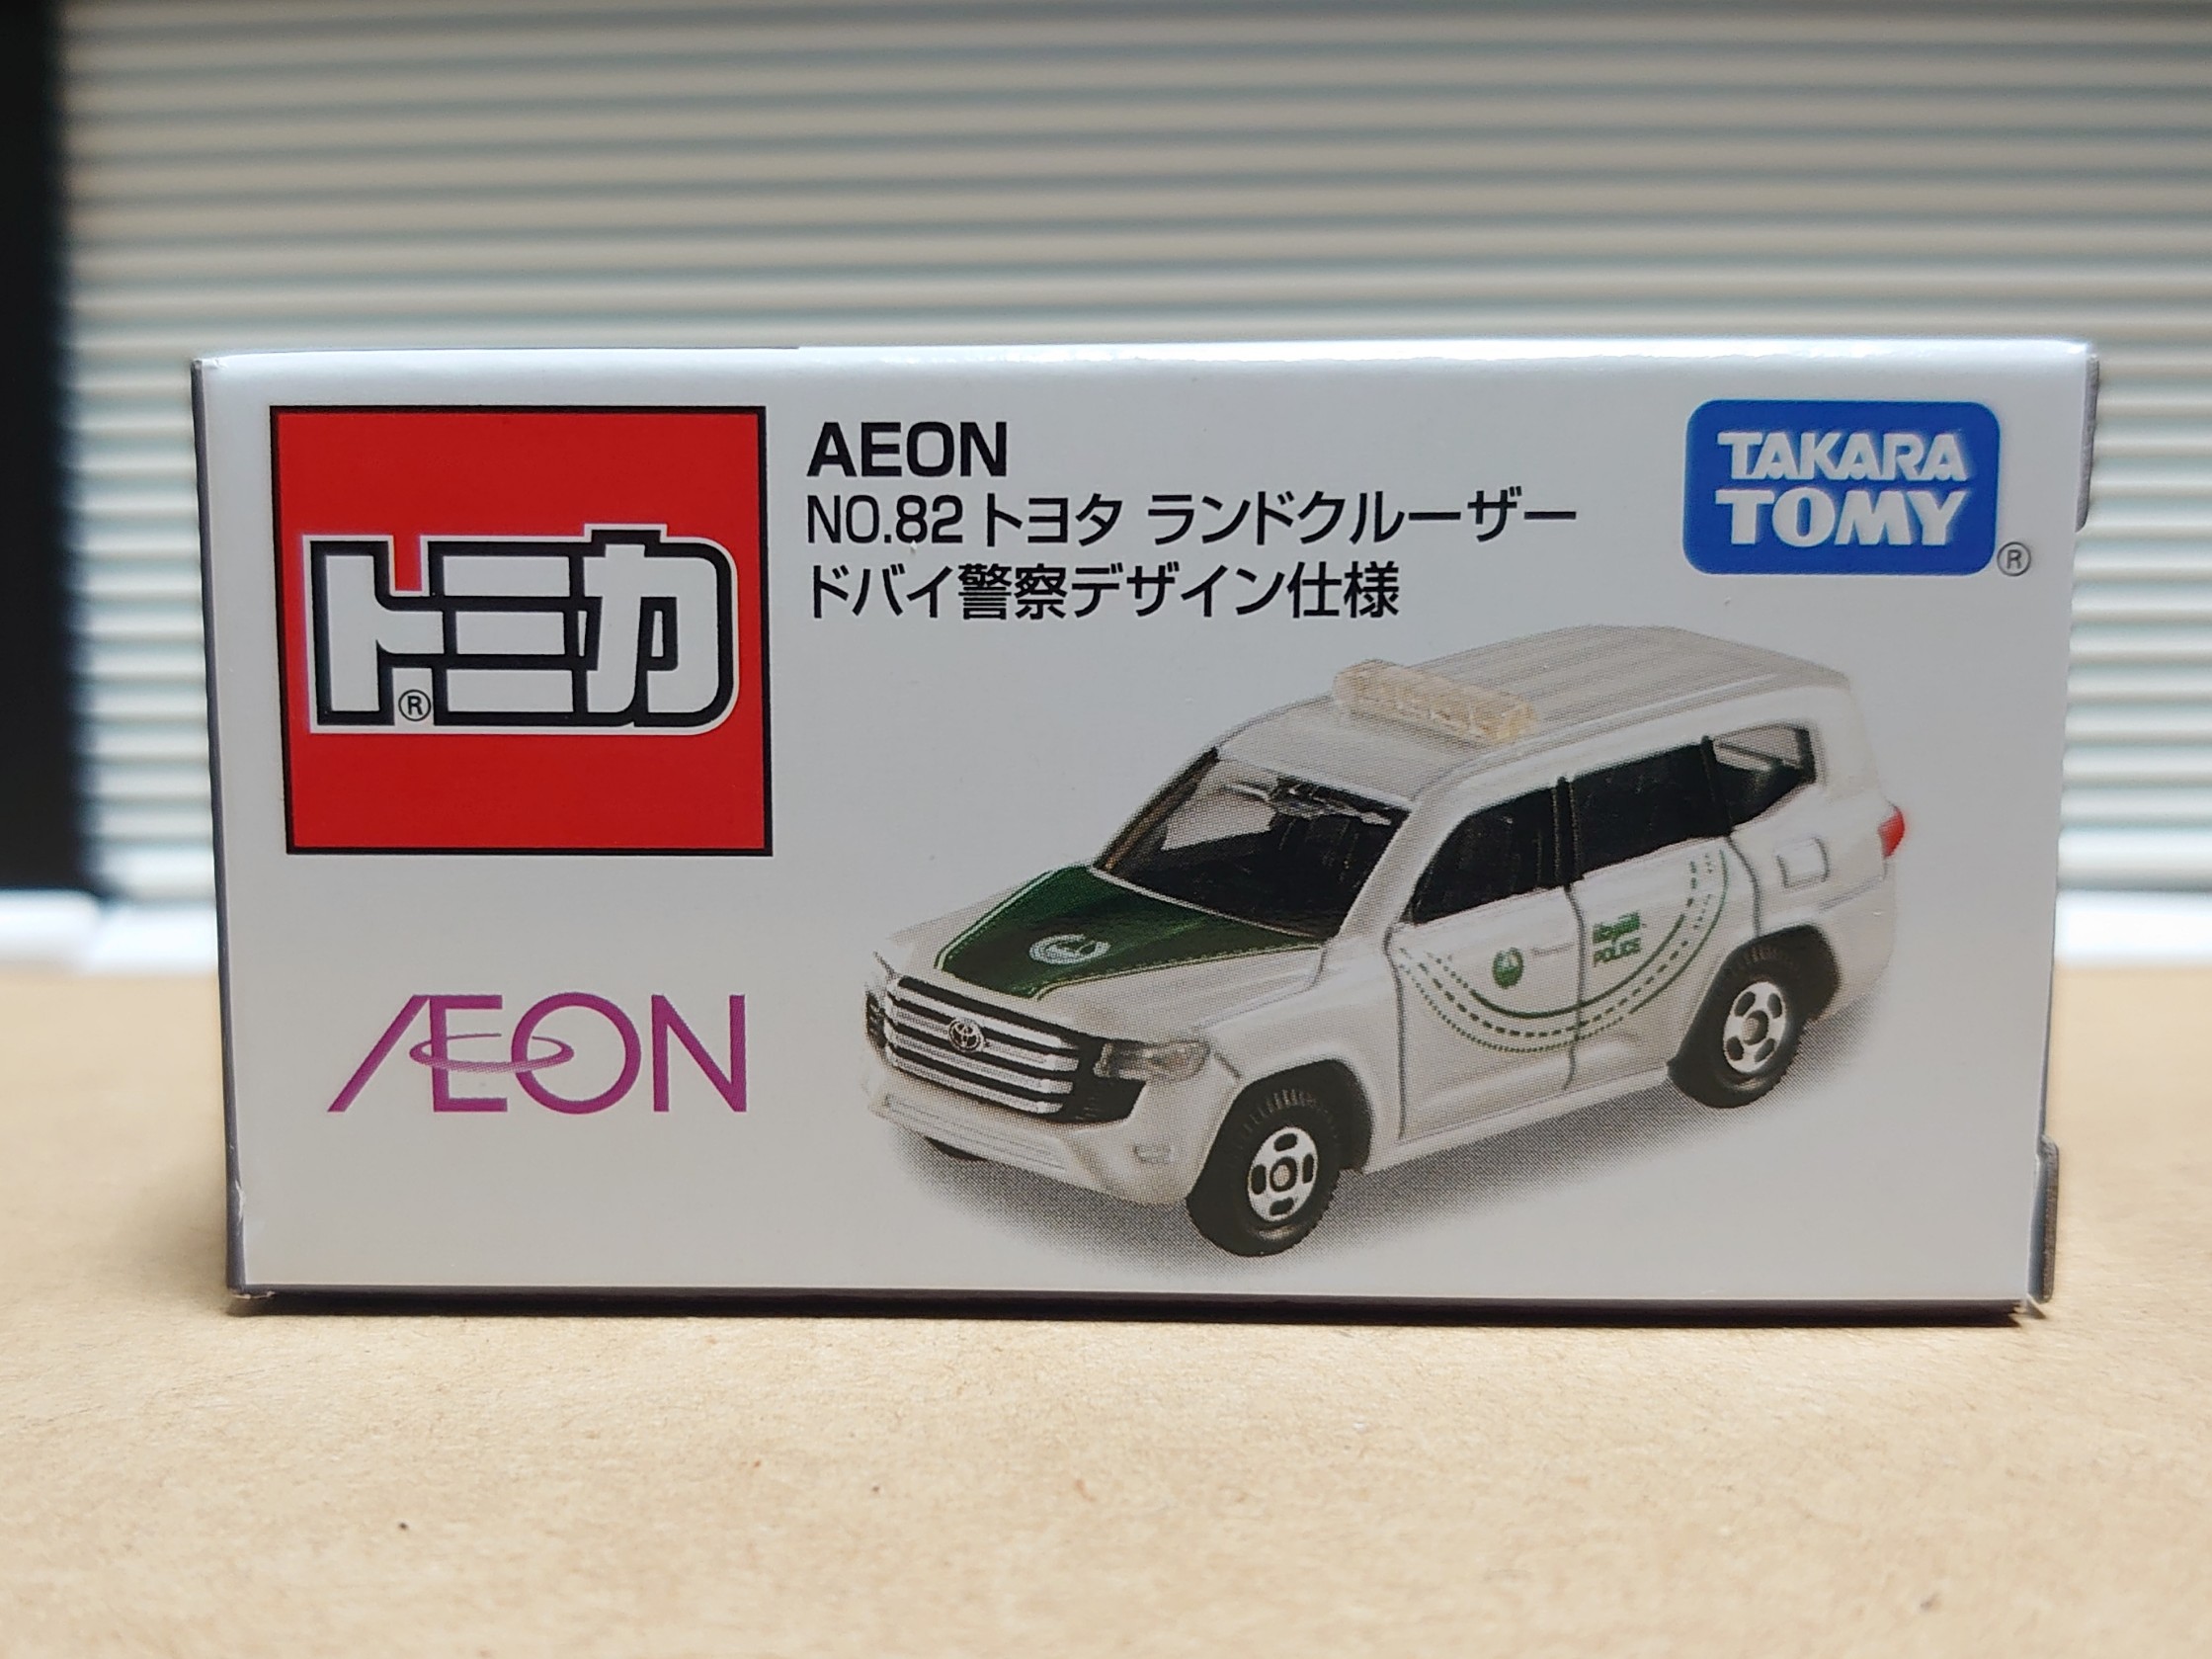 トミカ
®
AEON
NO.82 トヨタ ランドクルーザー
ドバイ警察デザイン仕様
TAKARA
TOMY
®
AEON
POLICE